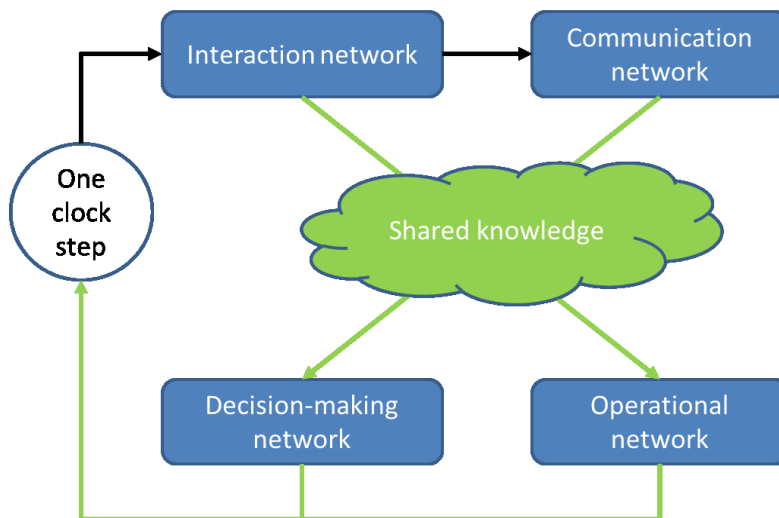 Interaction network
Communication
network
One
clock
step
Shared knowledge
Decision-making
network
Operational
network